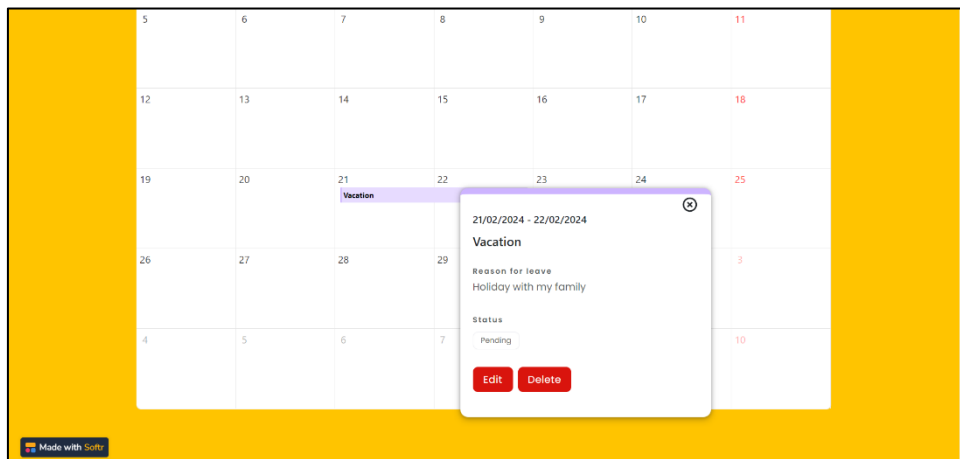 5 6 7 8 9 10 11
12 13 14 15 16 17 18
19 20 21 22 23 24 25
Vacation
21/02/2024 - 22/02/2024
Vacation
Reason for leave
Holiday with my family
Status
Pending
Edit Delete
26 27 28 29 3
4 5 6 7 10
Made with Softr